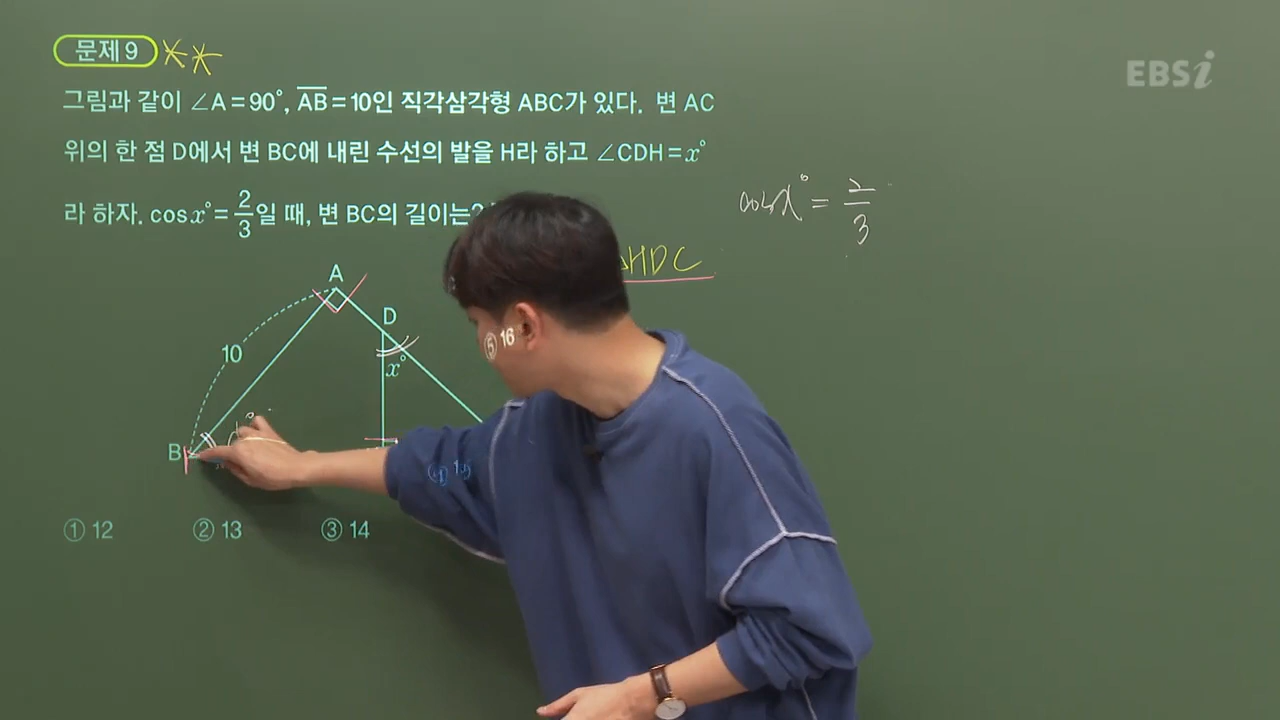 문제 9
EBSi
그림과 같이 ∠A=90°, AB=10인 직각삼각형 ABC가 있다. 변 AC
위의 한 점 D에서 변 BC에 내린 수선의 발을 H라 하고 ∠CDH=x°
라 하자. cosx°=2/3일 때, 변 BC의 길이는?
cosx°=2/3
HDC
A
D
10
x°
B
⑤ 16
① 12
② 13
③ 14